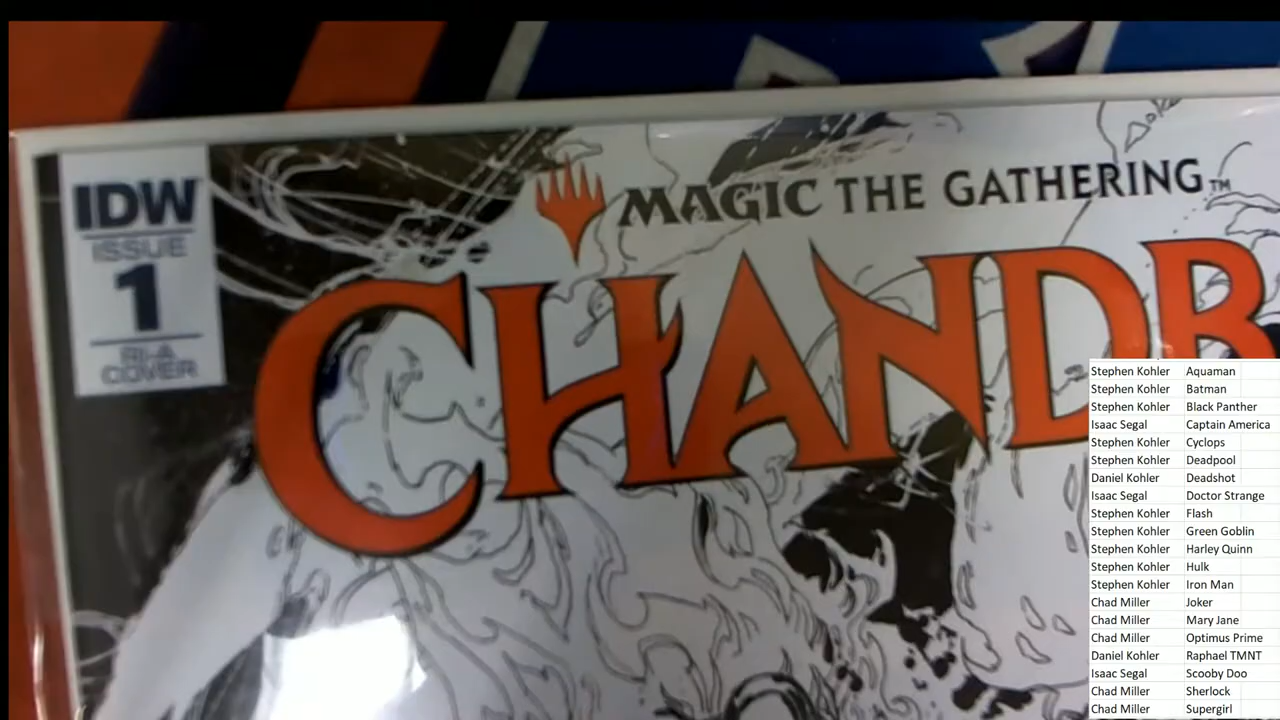 IDW
ISSUE
1
RI-A
COVER
MAGIC THE GATHERING™
CHANDR
Stephen Kohler Aquaman
Stephen Kohler Batman
Stephen Kohler Black Panther
Isaac Segal Captain America
Stephen Kohler Cyclops
Stephen Kohler Deadpool
Daniel Kohler Deadshot
Isaac Segal Doctor Strange
Stephen Kohler Flash
Stephen Kohler Green Goblin
Stephen Kohler Harley Quinn
Stephen Kohler Hulk
Stephen Kohler Iron Man
Chad Miller Joker
Chad Miller Mary Jane
Chad Miller Optimus Prime
Daniel Kohler Raphael TMNT
Isaac Segal Scooby Doo
Chad Miller Sherlock
Chad Miller Supergirl